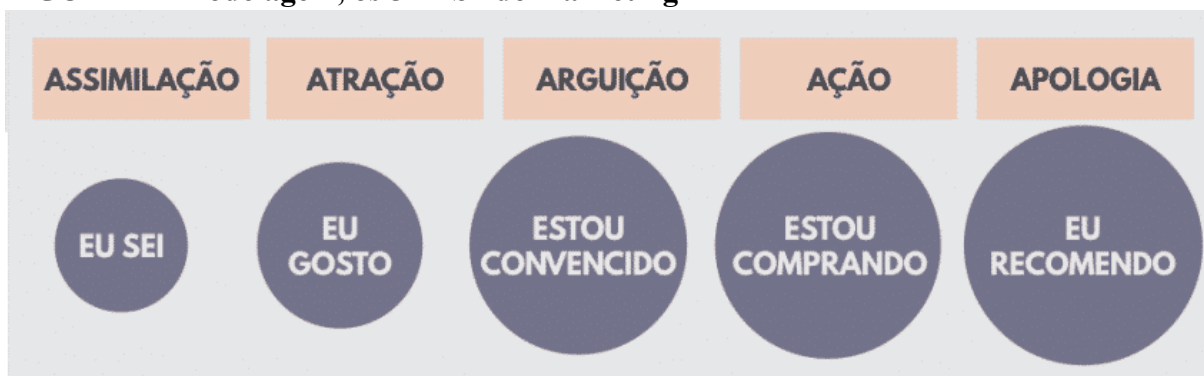 ASSIMILAÇÃO
ATRAÇÃO
ARGUIÇÃO
AÇÃO
APOLOGIA
EU SEI
EU
GOSTO
ESTOU
CONVENCIDO
ESTOU
COMPRANDO
EU
RECOMENDO